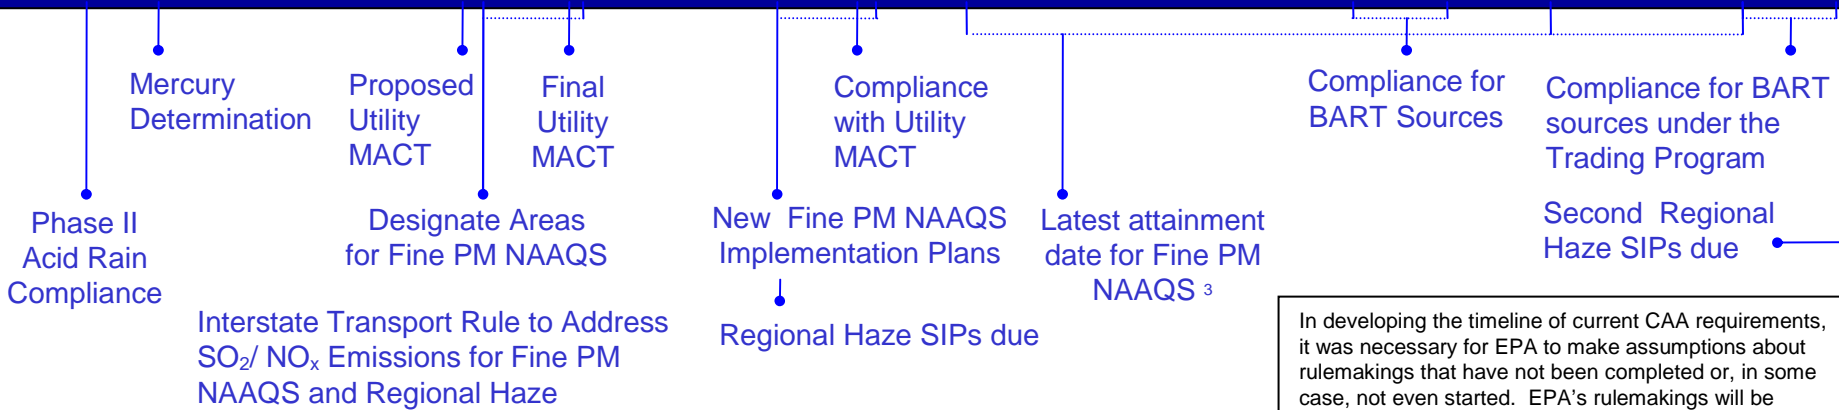 Mercury
Determination
Proposed
Utility
MACT
Final
Utility
MACT
Compliance
with Utility
MACT
Compliance for
BART Sources
Compliance for BART
sources under the
Trading Program
Phase II
Acid Rain
Compliance
Designate Areas
for Fine PM NAAQS
New Fine PM NAAQS
Implementation Plans
Latest attainment
date for Fine PM
NAAQS 3
Second Regional
Haze SIPs due
Interstate Transport Rule to Address
SO2/ NOx Emissions for Fine PM
NAAQS and Regional Haze
Regional Haze SIPs due
In developing the timeline of current CAA requirements,
it was necessary for EPA to make assumptions about
rulemakings that have not been completed or, in some
case, not even started. EPA's rulemakings will be